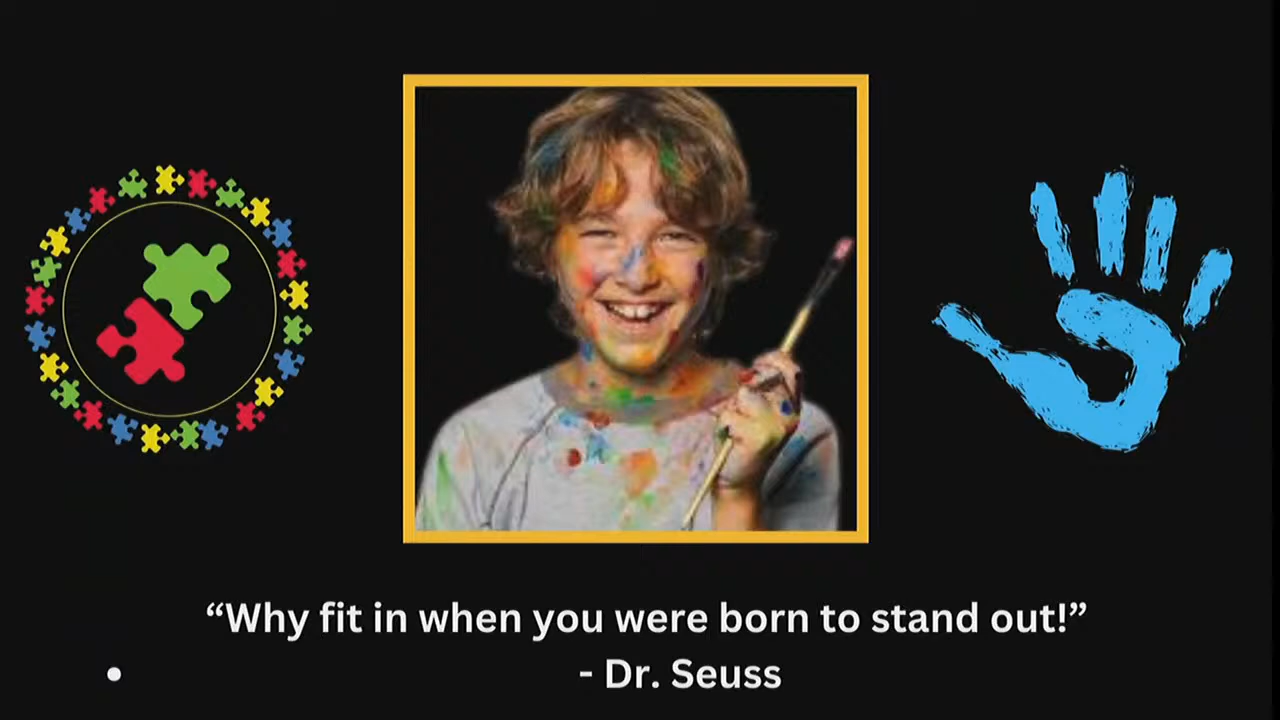 “Why fit in when you were born to stand out!”
- Dr. Seuss